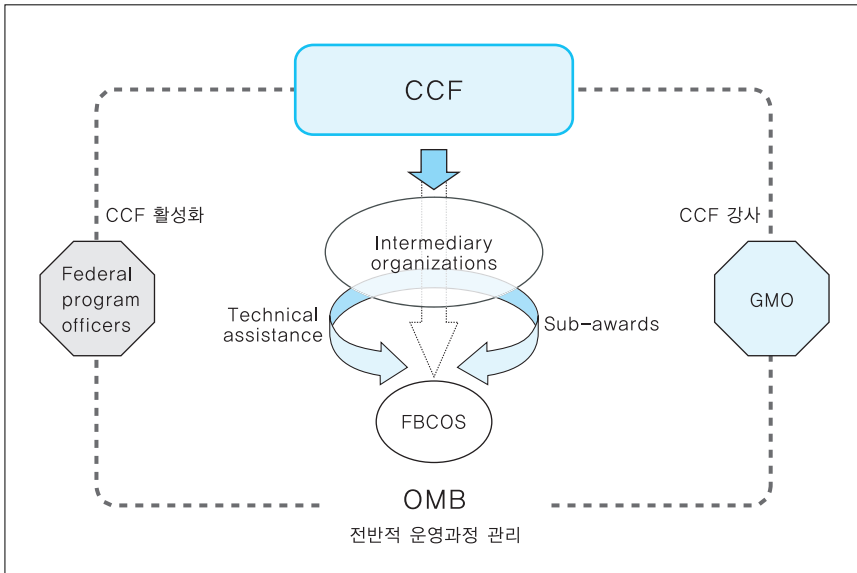 CCF
CCF 활성화
CCF 강사
Intermediary
organizations
Federal
program
officers
GMO
Technical
assistance
Sub-awards
FBCOS
OMB
전반적 운영과정 관리